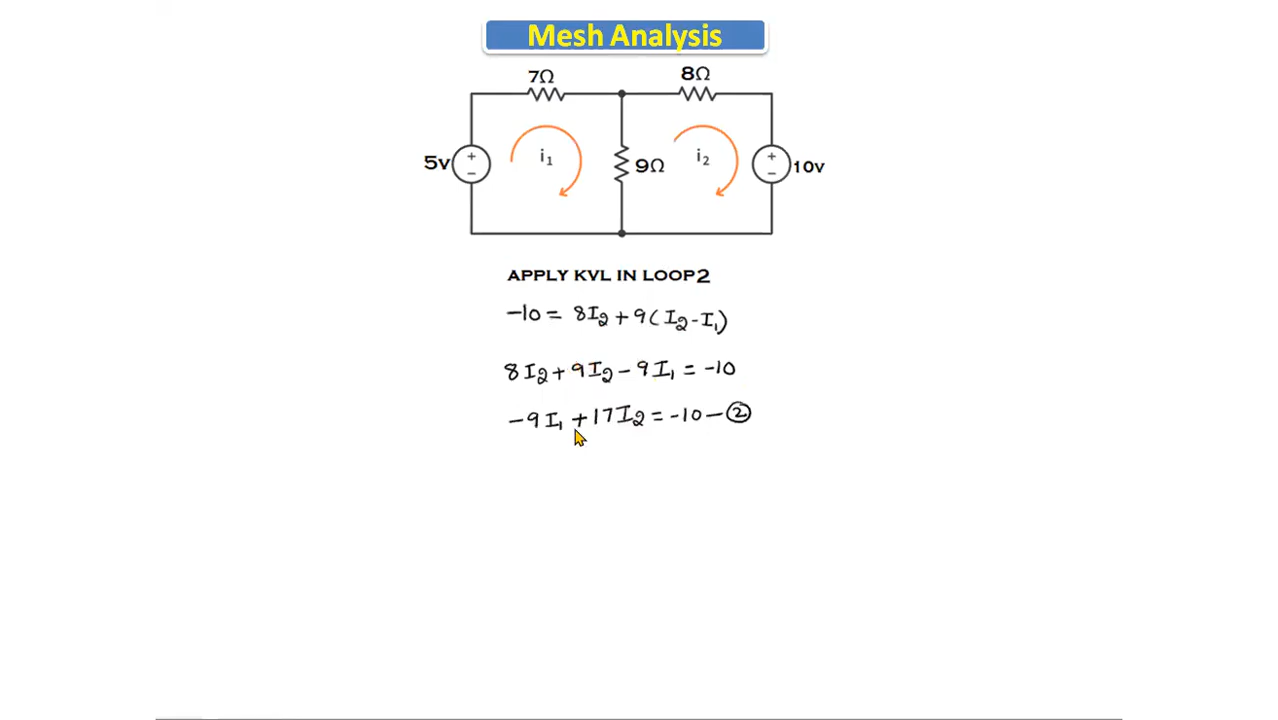 Mesh Analysis
7Ω
8Ω
5v
+
−
i₁
9Ω
i₂
+
−
10v
APPLY KVL IN LOOP2
−10 = 8I₂ + 9(I₂ − I₁)
8I₂ + 9I₂ − 9I₁ = −10
−9I₁ + 17I₂ = −10 − ②